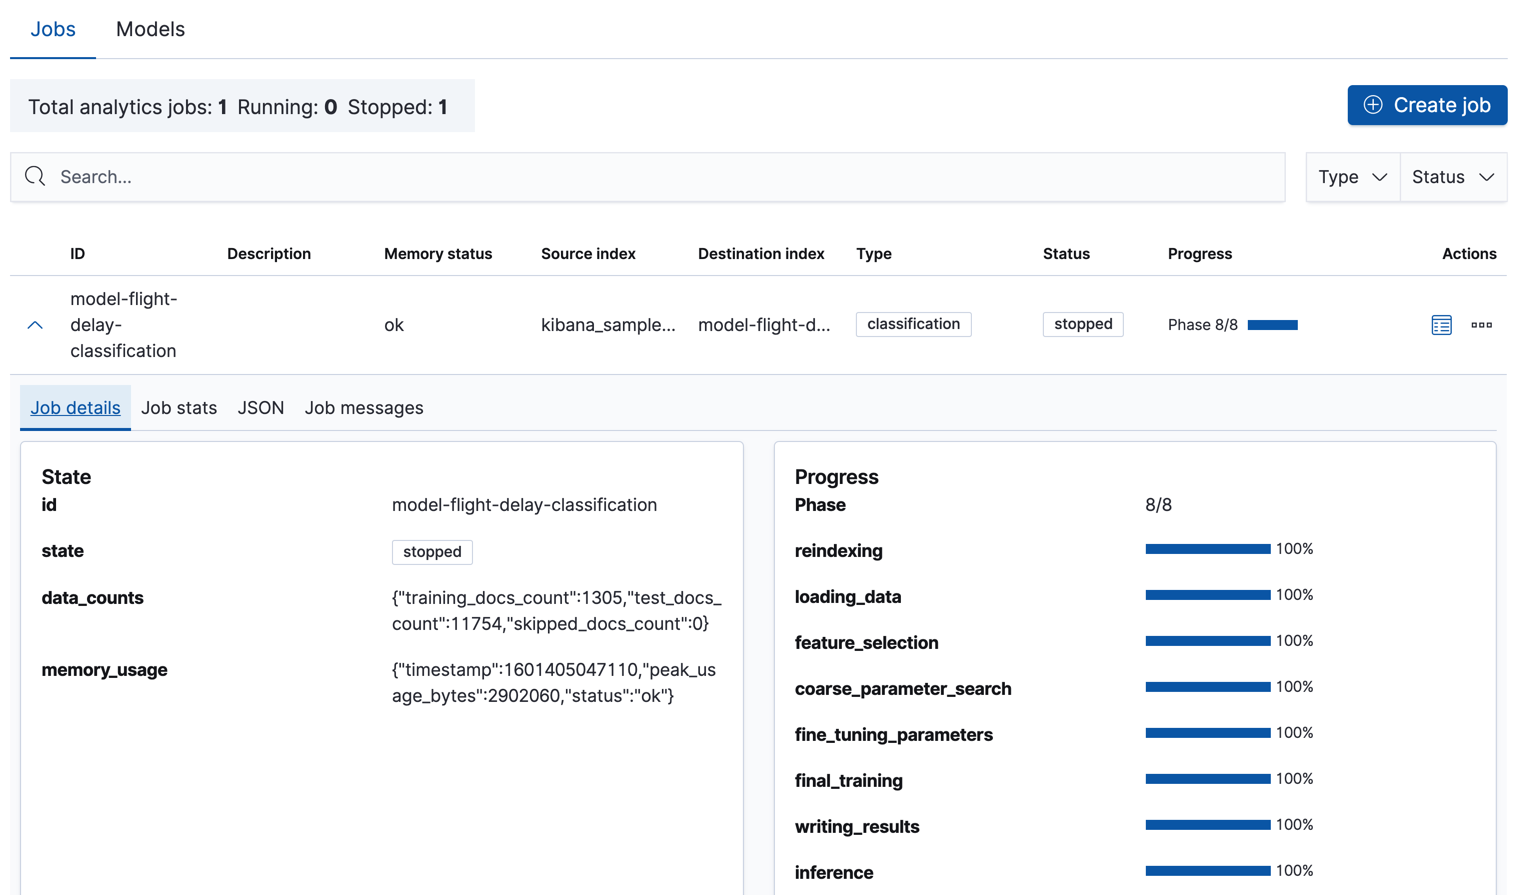 Jobs Models
Total analytics jobs: 1 Running: 0 Stopped: 1
Create job
Search...
Type Status
ID Description Memory status Source index Destination index Type Status Progress Actions
model-flight-
delay-
classification
ok kibana_sample... model-flight-d... classification stopped Phase 8/8
Job details Job stats JSON Job messages
State
id model-flight-delay-classification
state stopped
data_counts {"training_docs_count":1305,"test_docs_
count":11754,"skipped_docs_count":0}
memory_usage {"timestamp":1601405047110,"peak_us
age_bytes":2902060,"status":"ok"}
Progress
Phase 8/8
reindexing 100%
loading_data 100%
feature_selection 100%
coarse_parameter_search 100%
fine_tuning_parameters 100%
final_training 100%
writing_results 100%
inference 100%